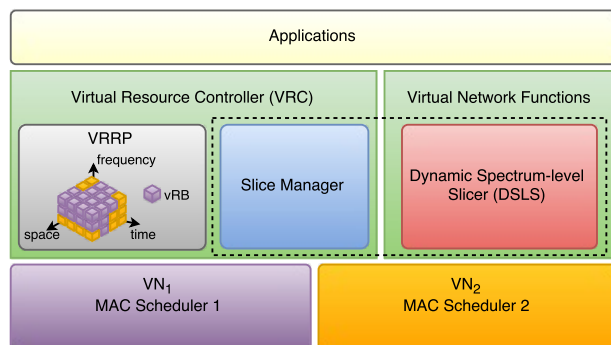 Applications
Virtual Resource Controller (VRC)
Virtual Network Functions
VRRP
frequency
vRB
space
time
Slice Manager
Dynamic Spectrum-level
Slicer (DSLS)
VN₁
MAC Scheduler 1
VN₂
MAC Scheduler 2